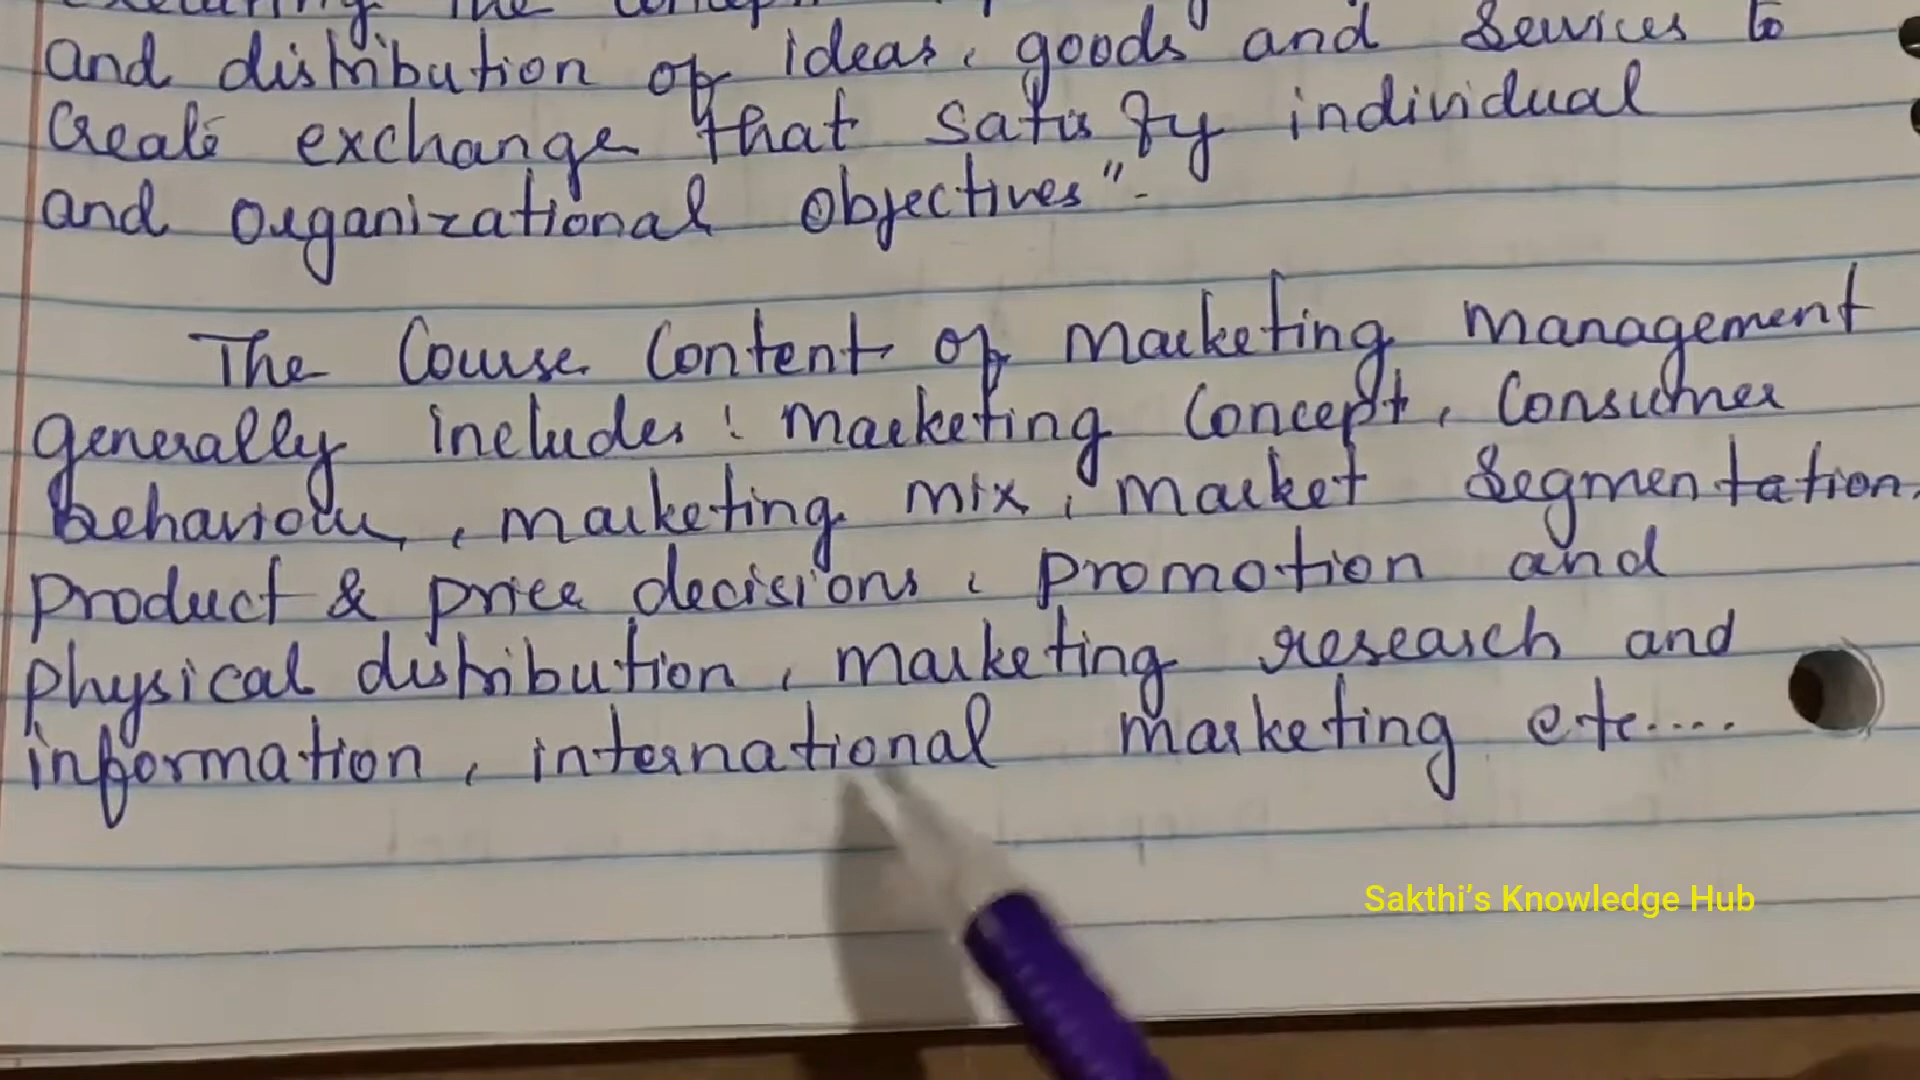 the concept
and distribution of ideas, goods and services to
create exchange that satisfy individual
and organizational objectives".
The Course Content of marketing management
generally includes : marketing Concept, Consumer
behaviour, marketing mix, market Segmentation,
product & price decisions, promotion and
physical distribution, marketing research and
information, international marketing etc....
Sakthi's Knowledge Hub